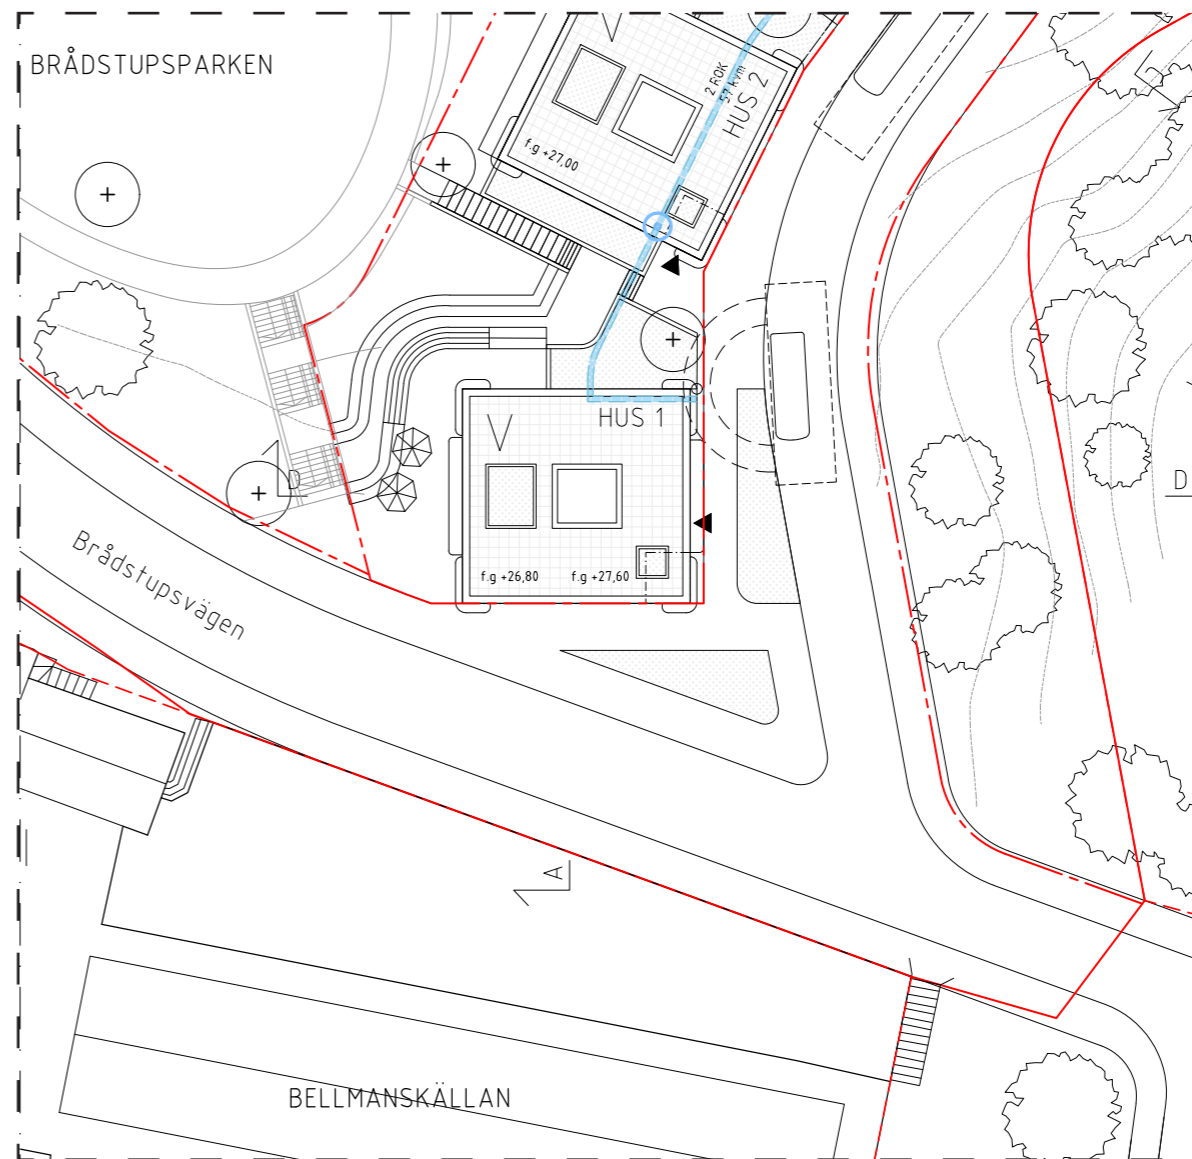 BRÅDSTUPSPARKEN
2 ROK
57 kvm
HUS 2
f.g +27,00
HUS 1
V
V
D
D
f.g +26,80
f.g +27,60
Brådstupsvägen
A
BELLMANSKÄLLAN